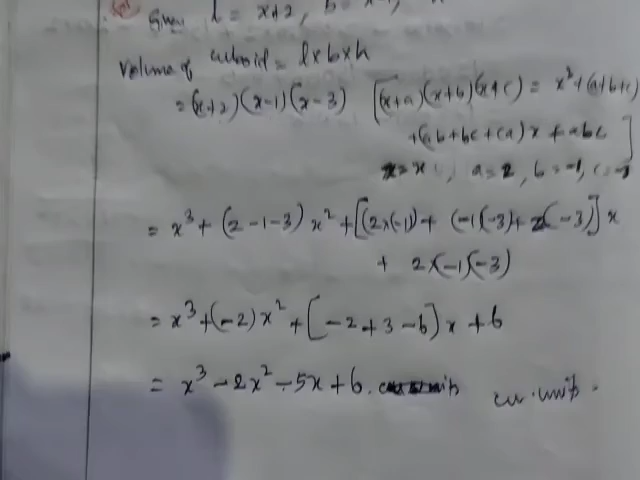 Given l = x+2, b = x-1,
Volume of cuboid = l×b×h
= (x+2)(x-1)(x-3) [(x+a)(x+b)(x+c) = x² + (a+b+c)
+(ab+bc+ca)x + abc]
x=x, a=2, b=-1, c=-3
= x³ + (2-1-3)x² + [(2×(-1)) + (-1)(-3) + 2(-3)]x
+ 2×(-1)(-3)
= x³+(-2)x² + [-2+3-6]x + 6
= x³ - 2x² - 5x + 6. cu.units.